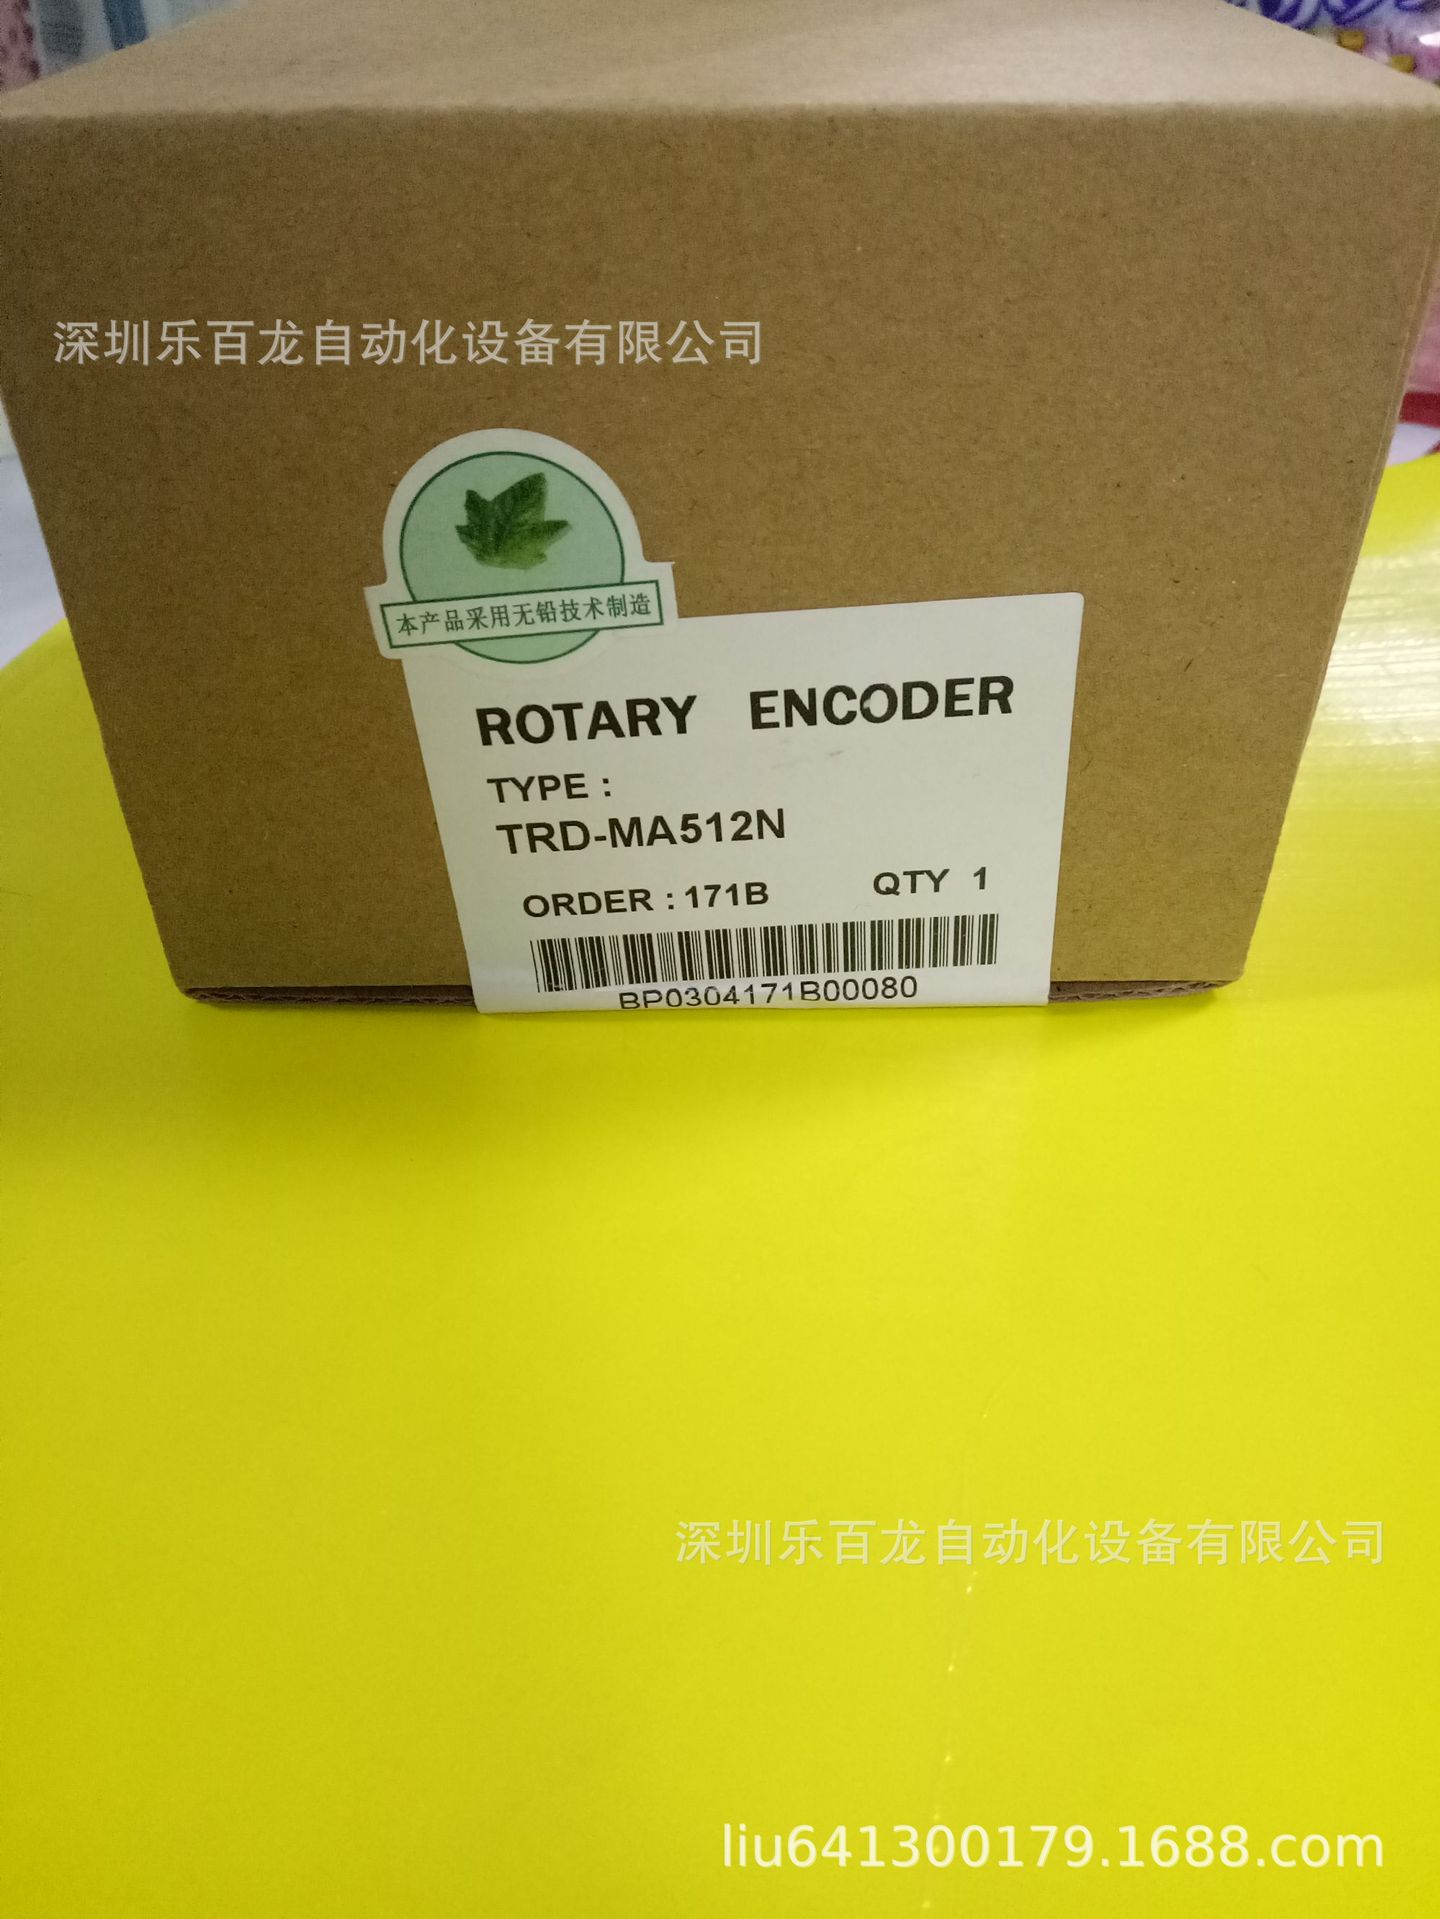 深圳乐百龙自动化设备有限公司
本产品采用无铅技术制造
ROTARY ENCODER
TYPE :
TRD-MA512N
ORDER : 171B QTY 1
BP0304171B00080
深圳乐百龙自动化设备有限公司
liu641300179.1688.com